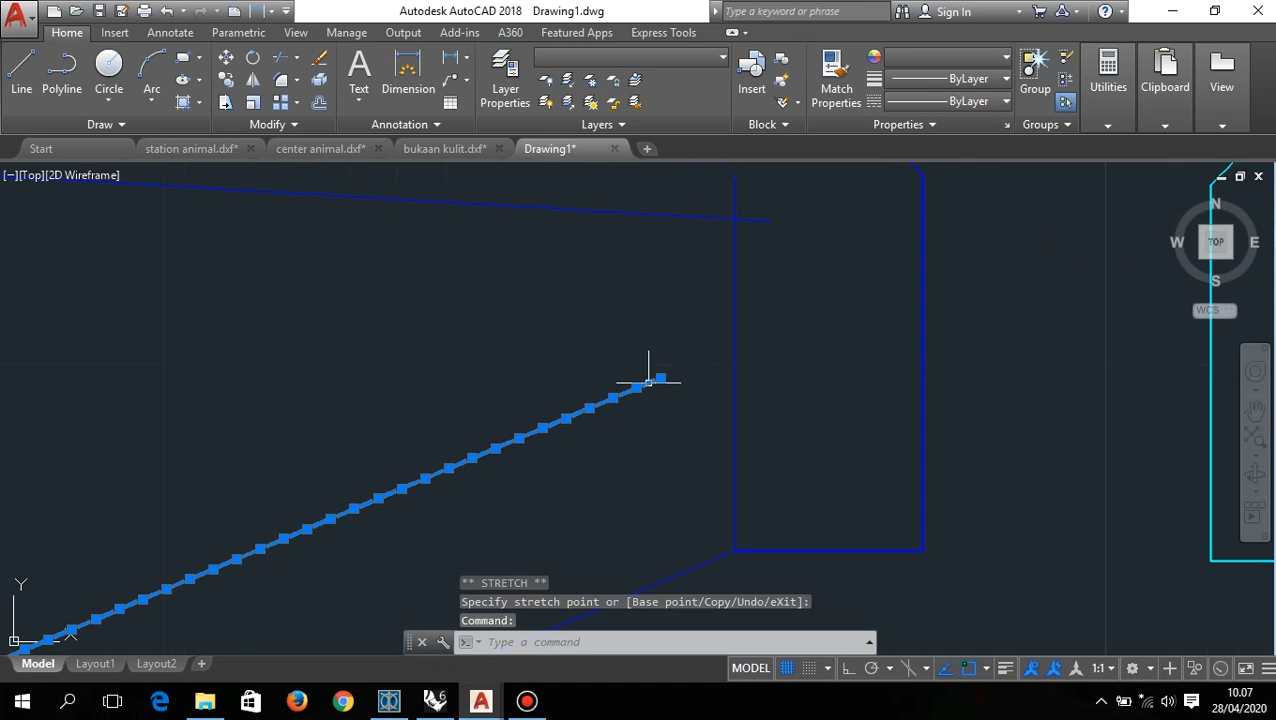 Autodesk AutoCAD 2018 Drawing1.dwg
Type a keyword or phrase
Sign In
Home Insert Annotate Parametric View Manage Output Add-ins A360 Featured Apps Express Tools
Line Polyline Circle Arc
Text Dimension
Layer Properties
Insert
Match Properties
ByLayer
ByLayer
Group
Utilities
Clipboard
View
Draw Modify Annotation Layers Block Properties Groups
Start station animal.dxf* center animal.dxf* bukaan kulit.dxf* Drawing1*
[−][Top][2D Wireframe]
N
W TOP E
S
WCS
Y
X
** STRETCH **
Specify stretch point or [Base point/Copy/Undo/eXit]:
Command:
Type a command
Model Layout1 Layout2
MODEL
1:1
6
10.07
28/04/2020